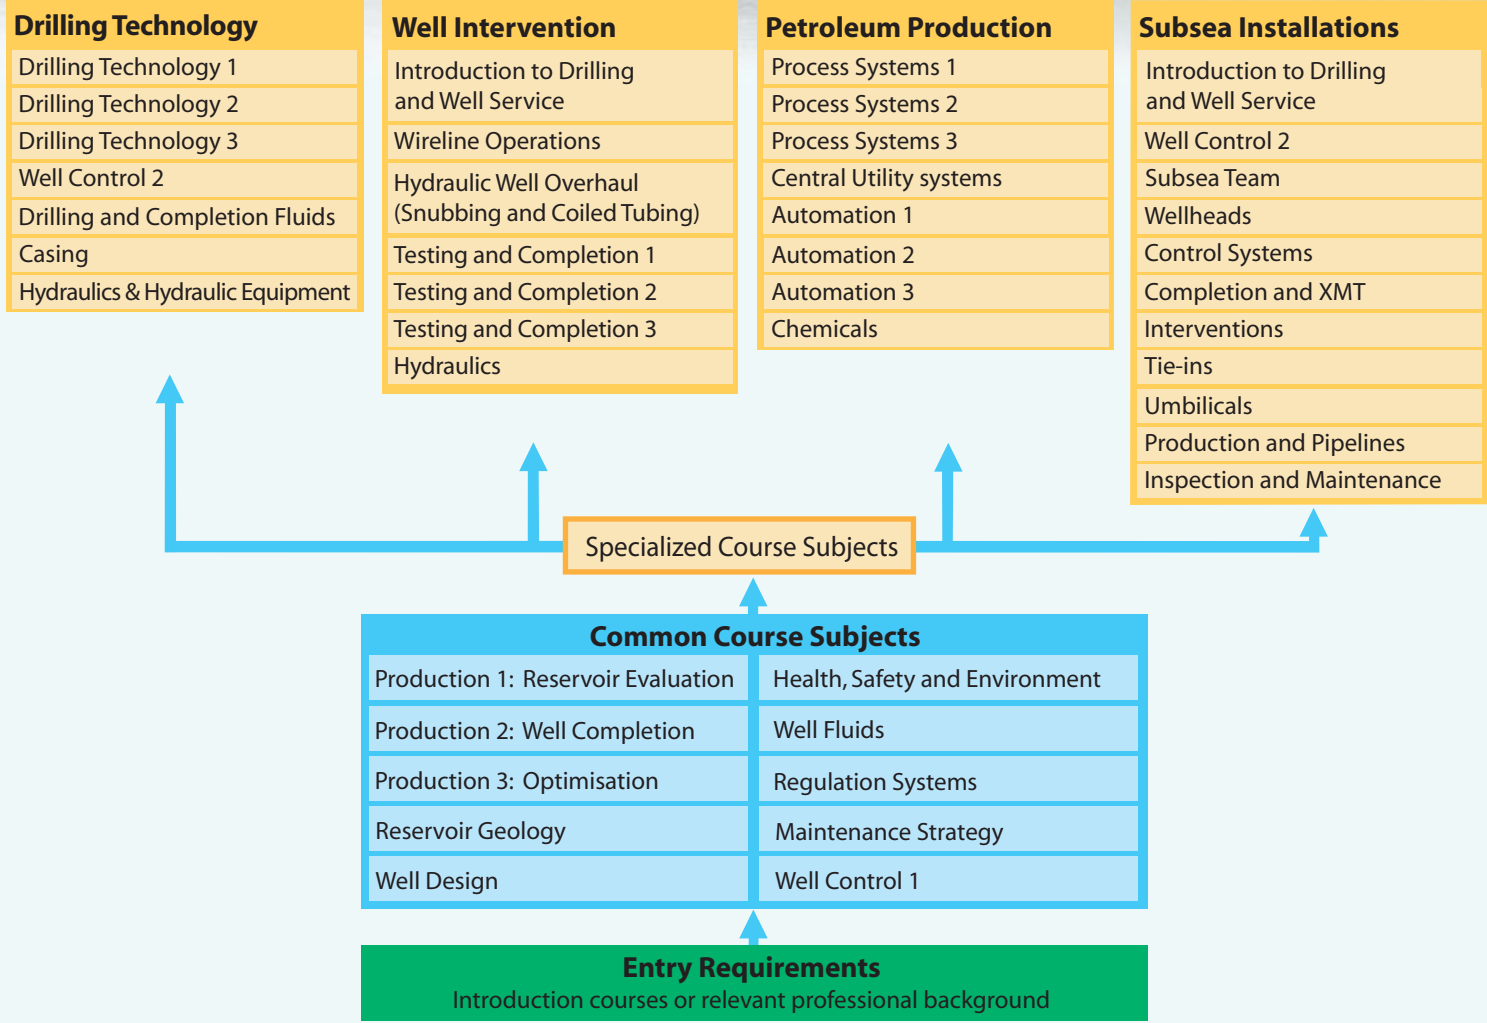 Drilling Technology
Drilling Technology 1
Drilling Technology 2
Drilling Technology 3
Well Control 2
Drilling and Completion Fluids
Casing
Hydraulics & Hydraulic Equipment
Well Intervention
Introduction to Drilling
and Well Service
Wireline Operations
Hydraulic Well Overhaul
(Snubbing and Coiled Tubing)
Testing and Completion 1
Testing and Completion 2
Testing and Completion 3
Hydraulics
Petroleum Production
Process Systems 1
Process Systems 2
Process Systems 3
Central Utility systems
Automation 1
Automation 2
Automation 3
Chemicals
Subsea Installations
Introduction to Drilling
and Well Service
Well Control 2
Subsea Team
Wellheads
Control Systems
Completion and XMT
Interventions
Tie-ins
Umbilicals
Production and Pipelines
Inspection and Maintenance
Specialized Course Subjects
Common Course Subjects
Production 1: Reservoir Evaluation
Production 2: Well Completion
Production 3: Optimisation
Reservoir Geology
Well Design
Health, Safety and Environment
Well Fluids
Regulation Systems
Maintenance Strategy
Well Control 1
Entry Requirements
Introduction courses or relevant professional background